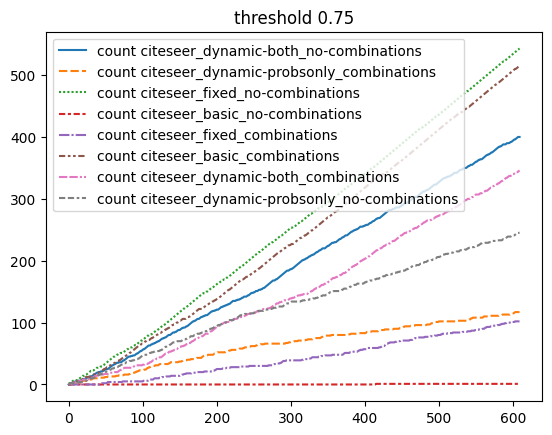 threshold 0.75
count citeseer_dynamic-both_no-combinations
count citeseer_dynamic-probsonly_combinations
count citeseer_fixed_no-combinations
count citeseer_basic_no-combinations
count citeseer_fixed_combinations
count citeseer_basic_combinations
count citeseer_dynamic-both_combinations
count citeseer_dynamic-probsonly_no-combinations
500
400
300
200
100
0
0 100 200 300 400 500 600